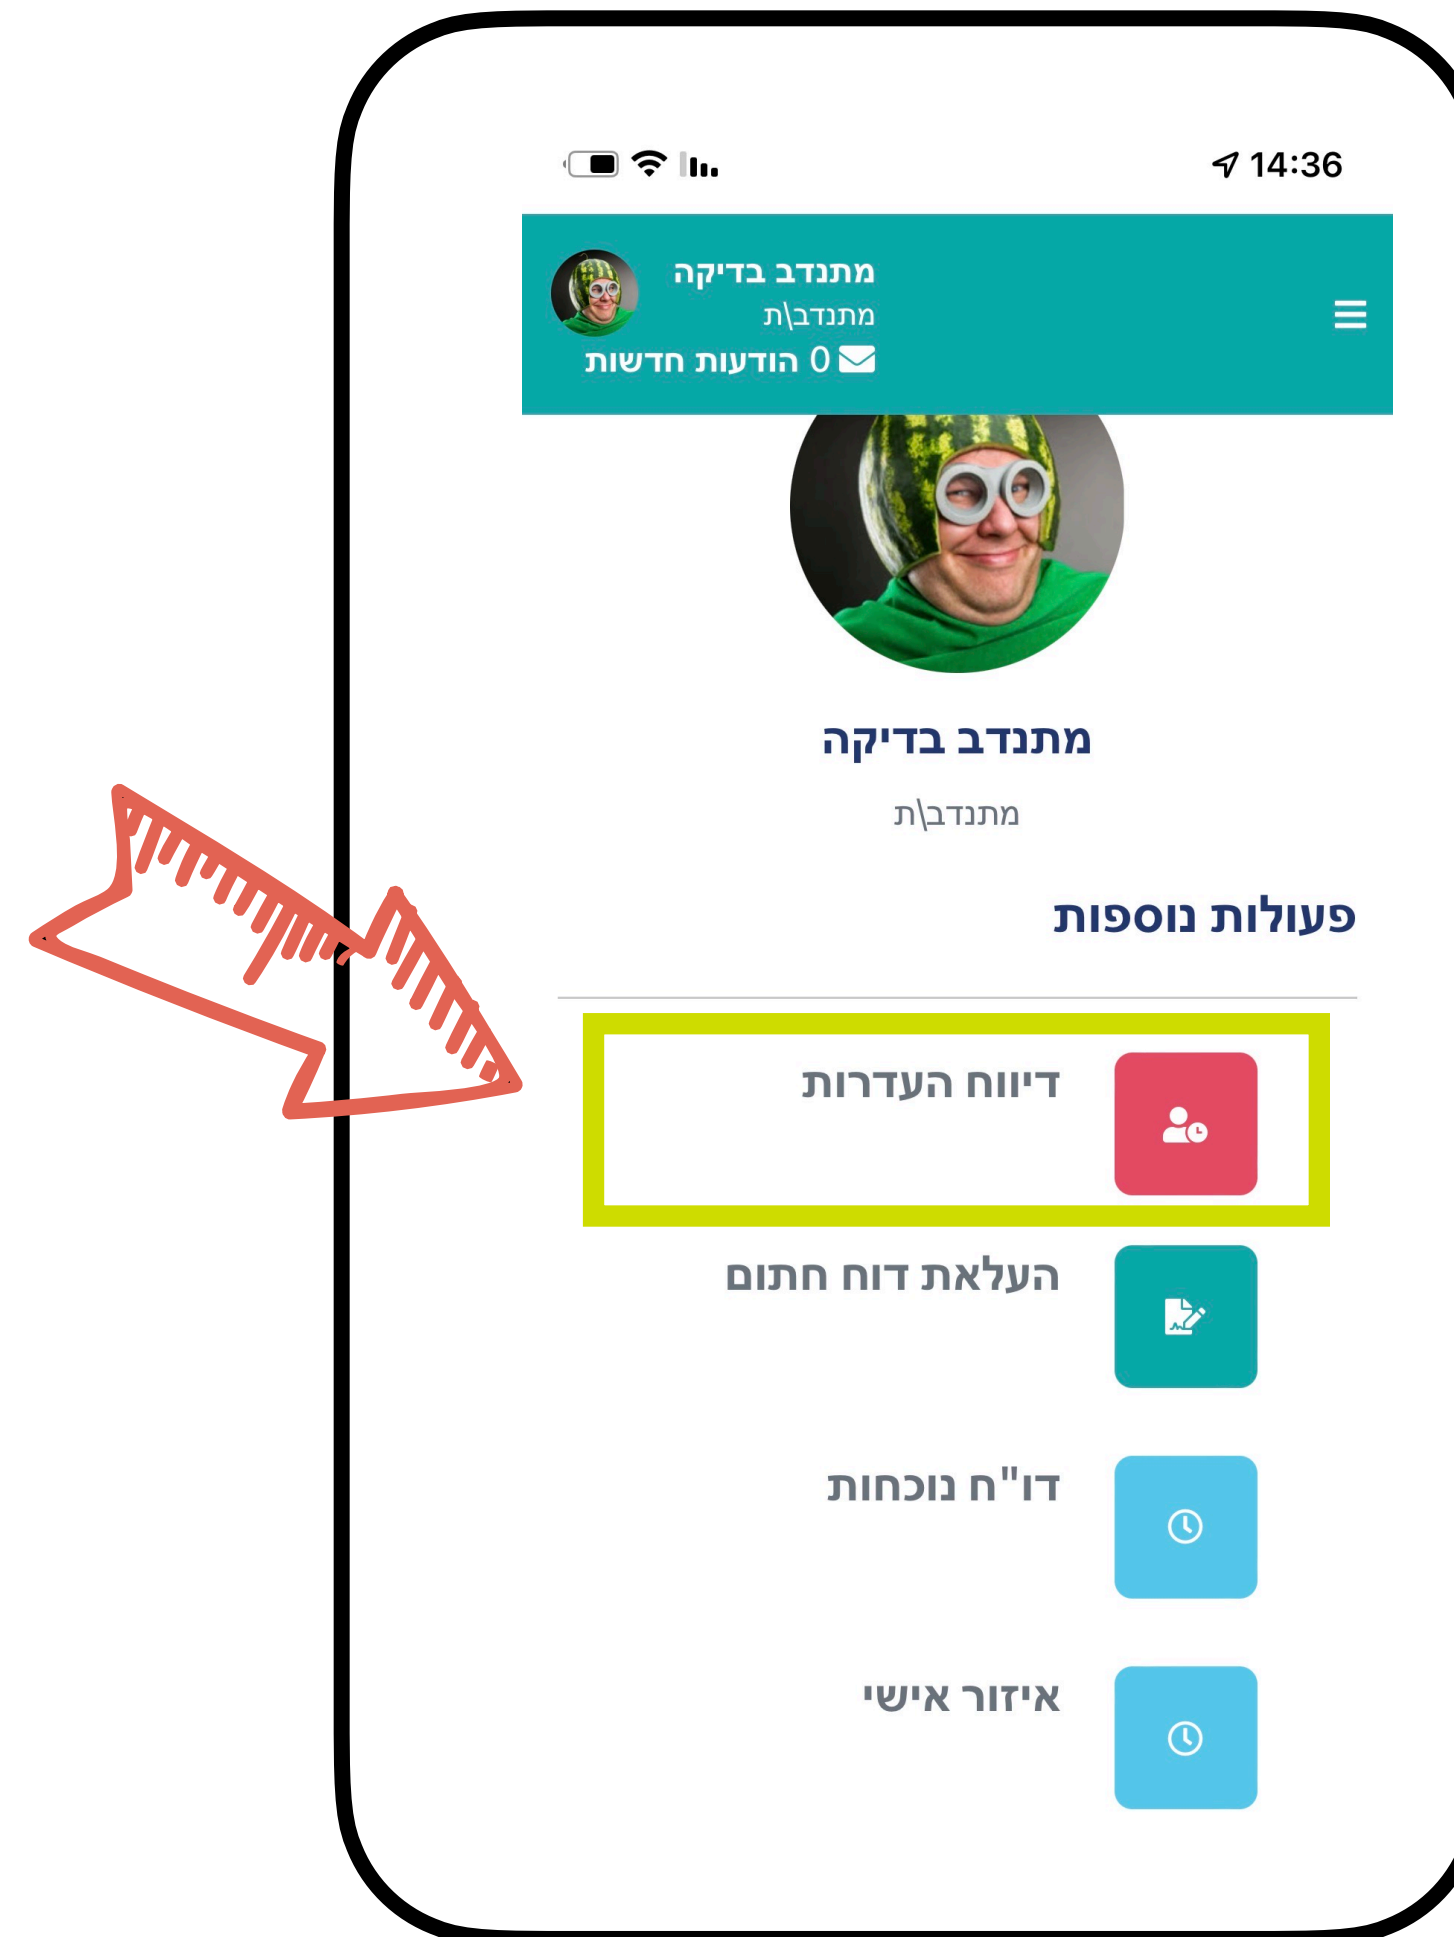 14:36
מתנדב בדיקה
מתנדב\ת
0 הודעות חדשות
מתנדב בדיקה
מתנדב\ת
פעולות נוספות
דיווח העדרות
העלאת דוח חתום
דו"ח נוכחות
איזור אישי